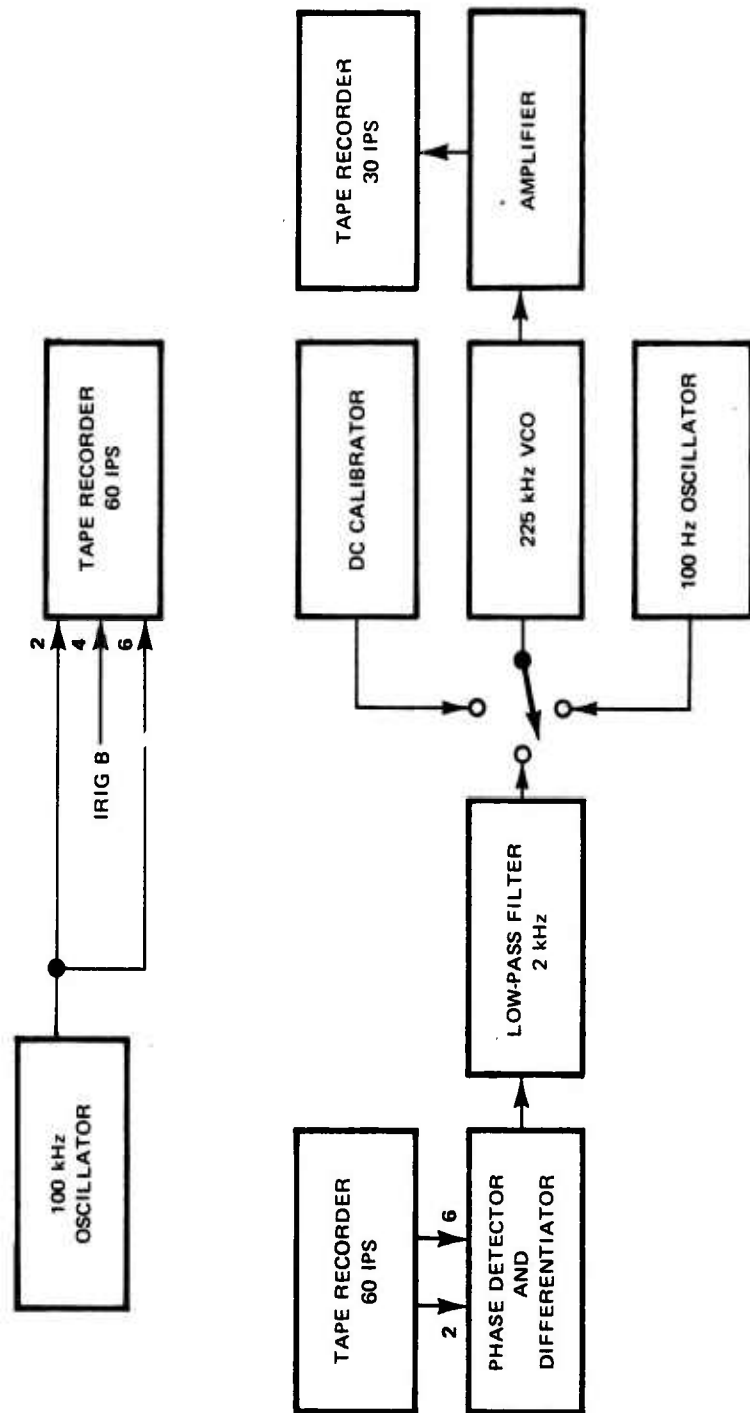 100 kHz
OSCILLATOR
2
4
6
IRIG B
TAPE RECORDER
60 IPS
TAPE RECORDER
60 IPS
2
6
PHASE DETECTOR
AND
DIFFERENTIATOR
LOW-PASS FILTER
2 kHz
DC CALIBRATOR
225 kHz VCO
100 Hz OSCILLATOR
TAPE RECORDER
30 IPS
AMPLIFIER